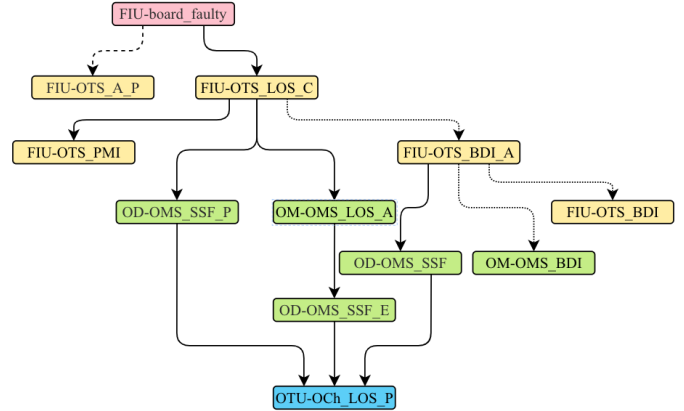 FIU-board_faulty
FIU-OTS_A_P
FIU-OTS_LOS_C
FIU-OTS_PMI
FIU-OTS_BDI_A
OD-OMS_SSF_P
OM-OMS_LOS_A
FIU-OTS_BDI
OD-OMS_SSF
OM-OMS_BDI
OD-OMS_SSF_E
OTU-OCh_LOS_P